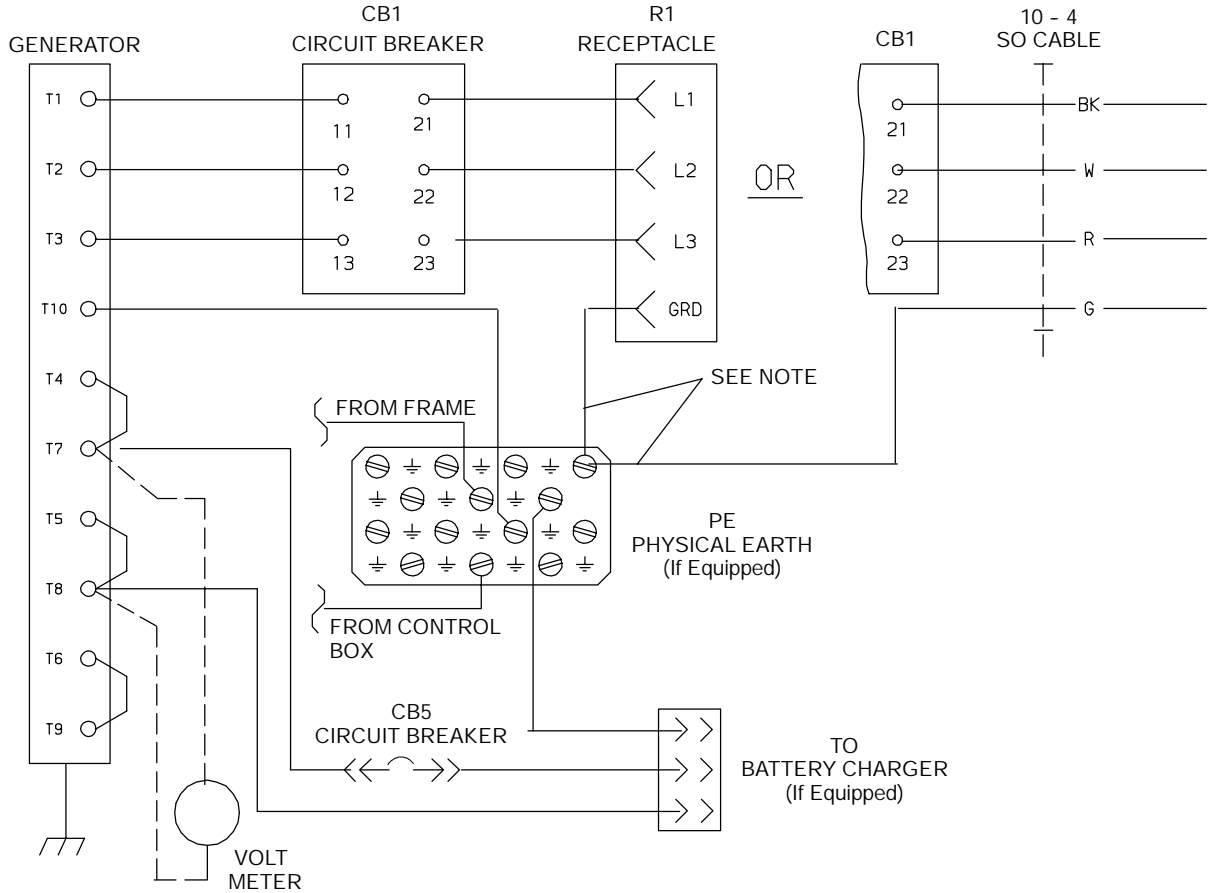 GENERATOR
CB1
CIRCUIT BREAKER
R1
RECEPTACLE
CB1
10 - 4
SO CABLE
T1
T2
T3
T10
T4
T7
T5
T8
T6
T9
11
21
12
22
13
23
L1
L2
L3
GRD
OR
21
22
23
BK
W
R
G
SEE NOTE
FROM FRAME
PE
PHYSICAL EARTH
(If Equipped)
FROM CONTROL
BOX
CB5
CIRCUIT BREAKER
TO
BATTERY CHARGER
(If Equipped)
VOLT
METER